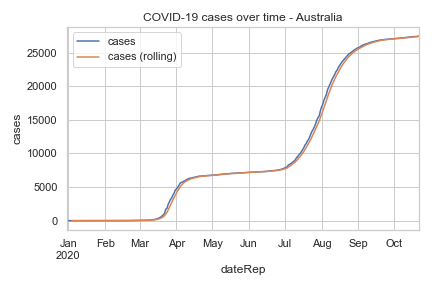 COVID-19 cases over time - Australia
cases
cases (rolling)
25000
20000
15000
10000
5000
0
cases
Jan Feb Mar Apr May Jun Jul Aug Sep Oct
2020
dateRep